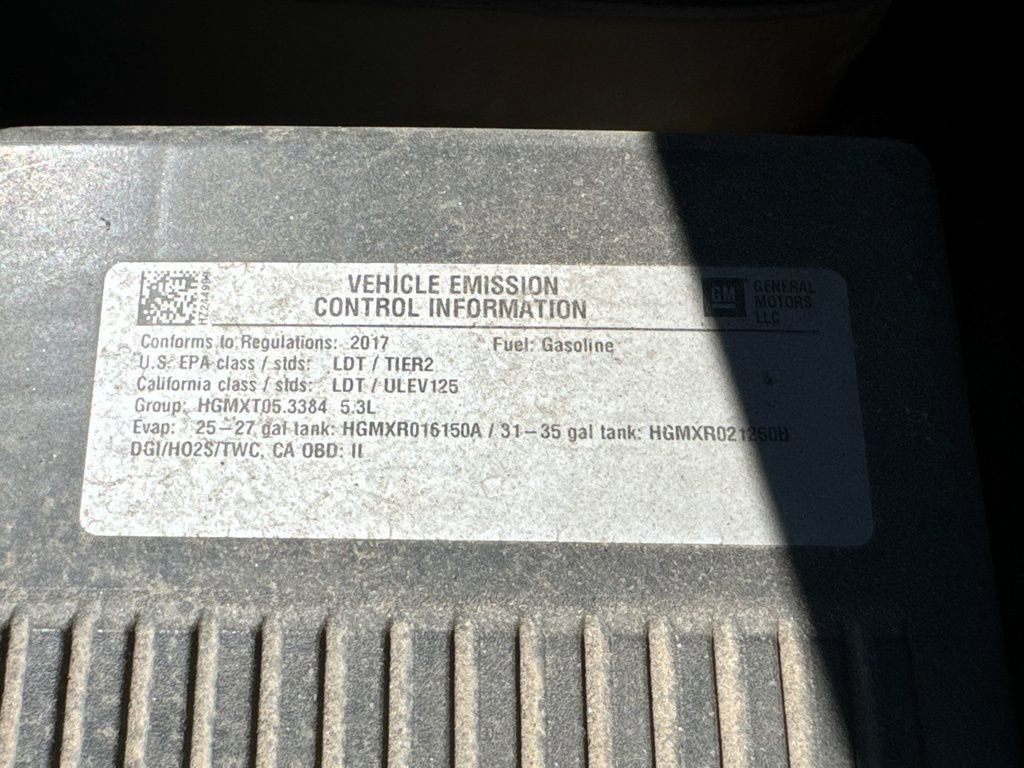 VEHICLE EMISSION
CONTROL INFORMATION
GM
GENERAL
MOTORS
LLC
Conforms to Regulations: 2017 Fuel: Gasoline
U.S. EPA class / stds: LDT / TIER2
California class / stds: LDT / ULEV125
Group: HGMXT05.3384 5.3L
Evap: 25-27 gal tank: HGMXR016150A / 31-35 gal tank:
DGI/HO2S/TWC, CA OBD: II